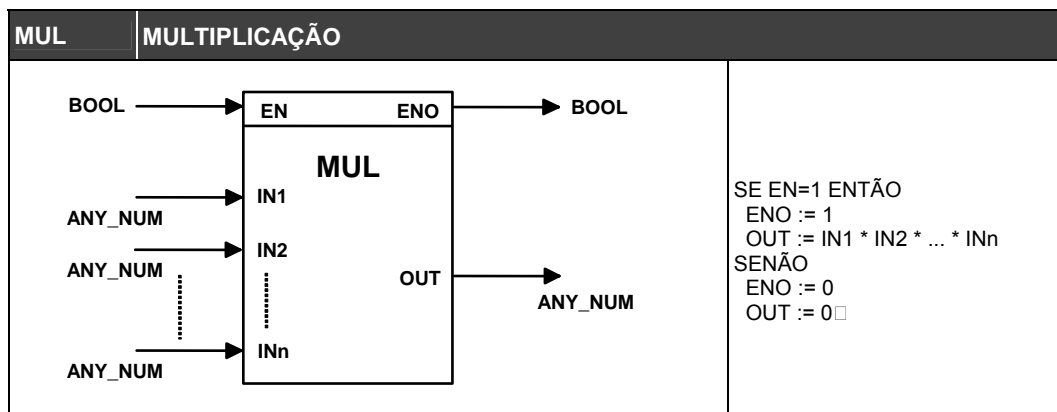 MUL MULTIPLICAÇÃO
BOOL EN ENO BOOL
MUL
IN1
ANY_NUM
IN2
ANY_NUM
OUT
ANY_NUM
INn
ANY_NUM
SE EN=1 ENTÃO
ENO := 1
OUT := IN1 * IN2 * ... * INn
SENÃO
ENO := 0
OUT := 0